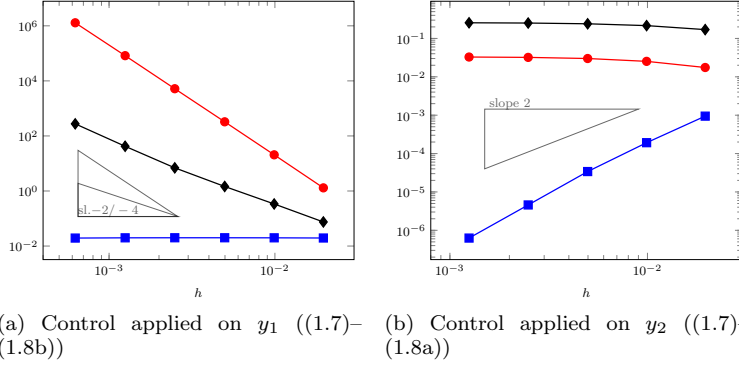 10^6
10^4
10^2
10^0
10^−2
sl.−2/ − 4
10^−3
10^−2
h
10^−1
10^−2
10^−3
10^−4
10^−5
10^−6
slope 2
10^−3
10^−2
h
(a) Control applied on y_1 ((1.7)–
(1.8b))
(b) Control applied on y_2 ((1.7)–
(1.8a))